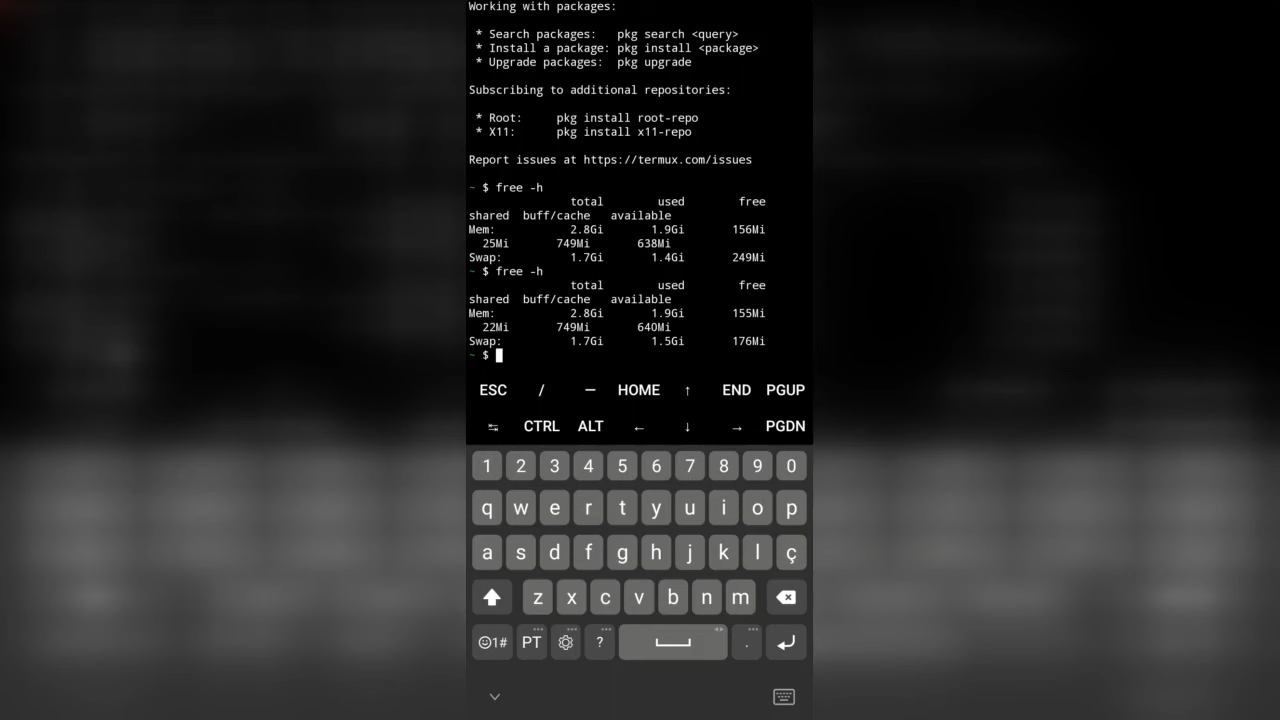 Working with packages:
* Search packages: pkg search <query>
* Install a package: pkg install <package>
* Upgrade packages: pkg upgrade
Subscribing to additional repositories:
* Root: pkg install root-repo
* X11: pkg install x11-repo
Report issues at https://termux.com/issues
~ $ free -h
total used free
shared buff/cache available
Mem: 2.8Gi 1.9Gi 156Mi
25Mi 749Mi 638Mi
Swap: 1.7Gi 1.4Gi 249Mi
~ $ free -h
total used free
shared buff/cache available
Mem: 2.8Gi 1.9Gi 155Mi
22Mi 749Mi 640Mi
Swap: 1.7Gi 1.5Gi 176Mi
~ $
ESC / — HOME ↑ END PGUP
↹ CTRL ALT ← ↓ → PGDN
1 2 3 4 5 6 7 8 9 0
q w e r t y u i o p
a s d f g h j k l ç
z x c v b n m
☺1# PT ? .